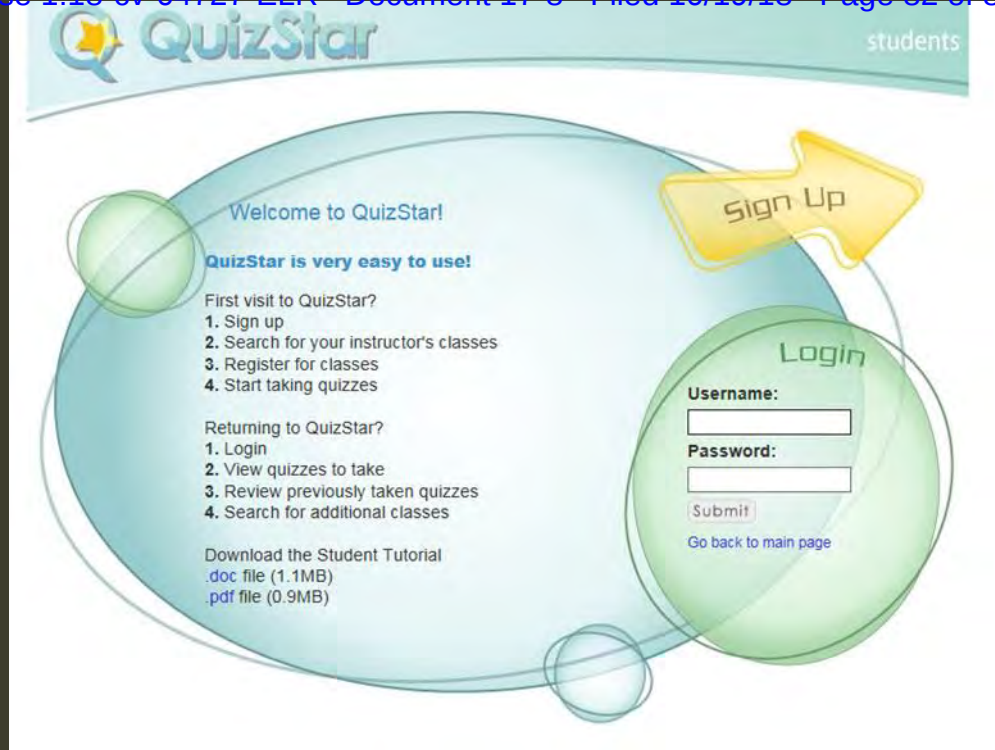 QuizStar
students
Sign Up
Welcome to QuizStar!
QuizStar is very easy to use!
First visit to QuizStar?
1. Sign up
2. Search for your instructor's classes
3. Register for classes
4. Start taking quizzes
Returning to QuizStar?
1. Login
2. View quizzes to take
3. Review previously taken quizzes
4. Search for additional classes
Download the Student Tutorial
.doc file (1.1MB)
.pdf file (0.9MB)
Login
Username:
Password:
Submit
Go back to main page